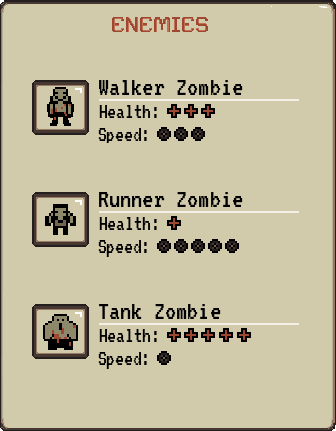 ENEMIES
Walker Zombie
Health:
Speed:
Runner Zombie
Health:
Speed:
Tank Zombie
Health:
Speed: